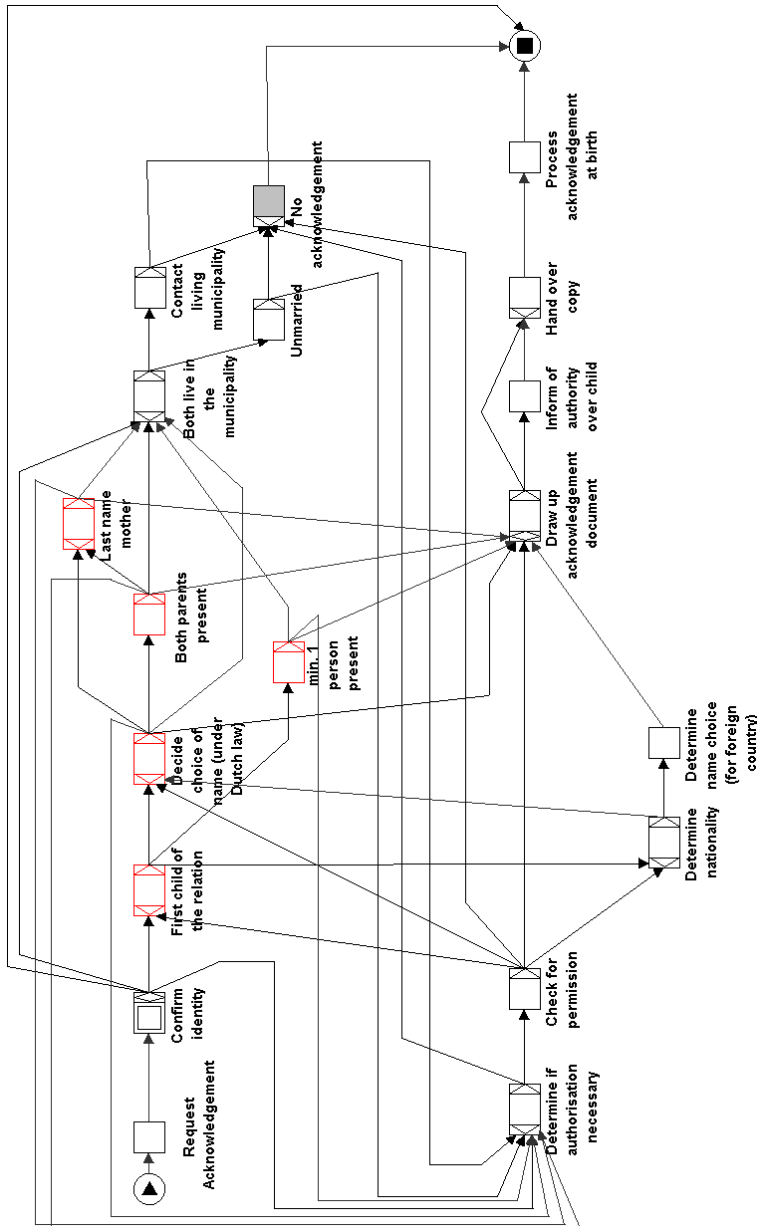 Process
acknowledgement
at birth
No
acknowledgement
Contact
living
municipality
Hand over
copy
Unmarried
Both live in
the
municipality
Inform of
authority
over child
Last name
mother
Draw up
acknowledgement
document
Both parents
present
min. 1
person
present
Decide
choice of
name (under
Dutch law)
Determine
name choice
(for foreign
country)
First child of
the relation
Determine
nationality
Confirm
identity
Check for
permission
Request
Acknowledgement
Determine if
authorisation
necessary